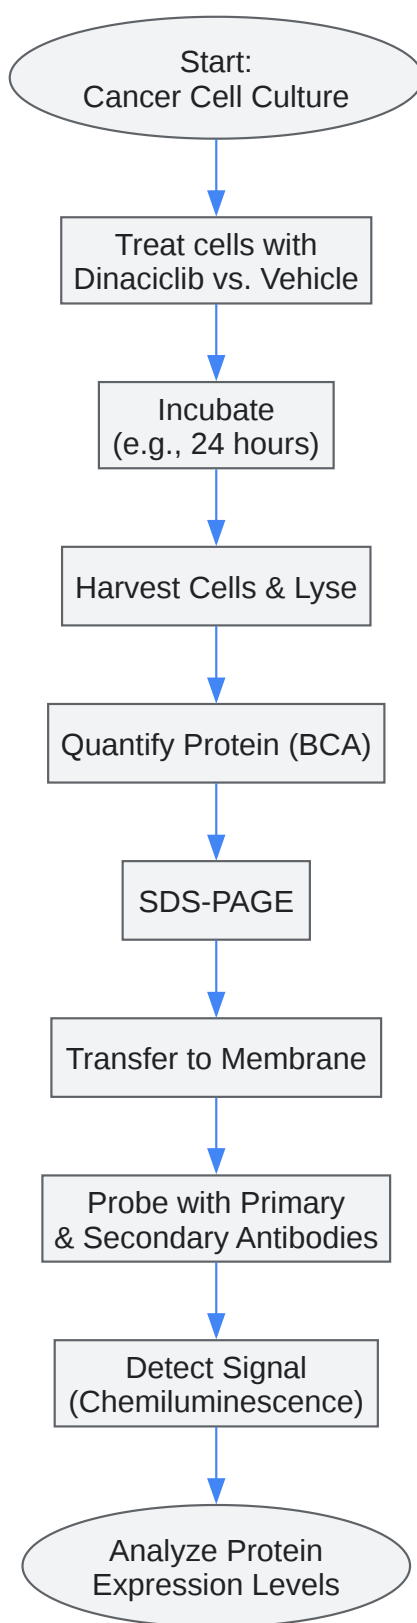 Start:
Cancer Cell Culture
Treat cells with
Dinaciclib vs. Vehicle
Incubate
(e.g., 24 hours)
Harvest Cells & Lyse
Quantify Protein (BCA)
SDS-PAGE
Transfer to Membrane
Probe with Primary
& Secondary Antibodies
Detect Signal
(Chemiluminescence)
Analyze Protein
Expression Levels